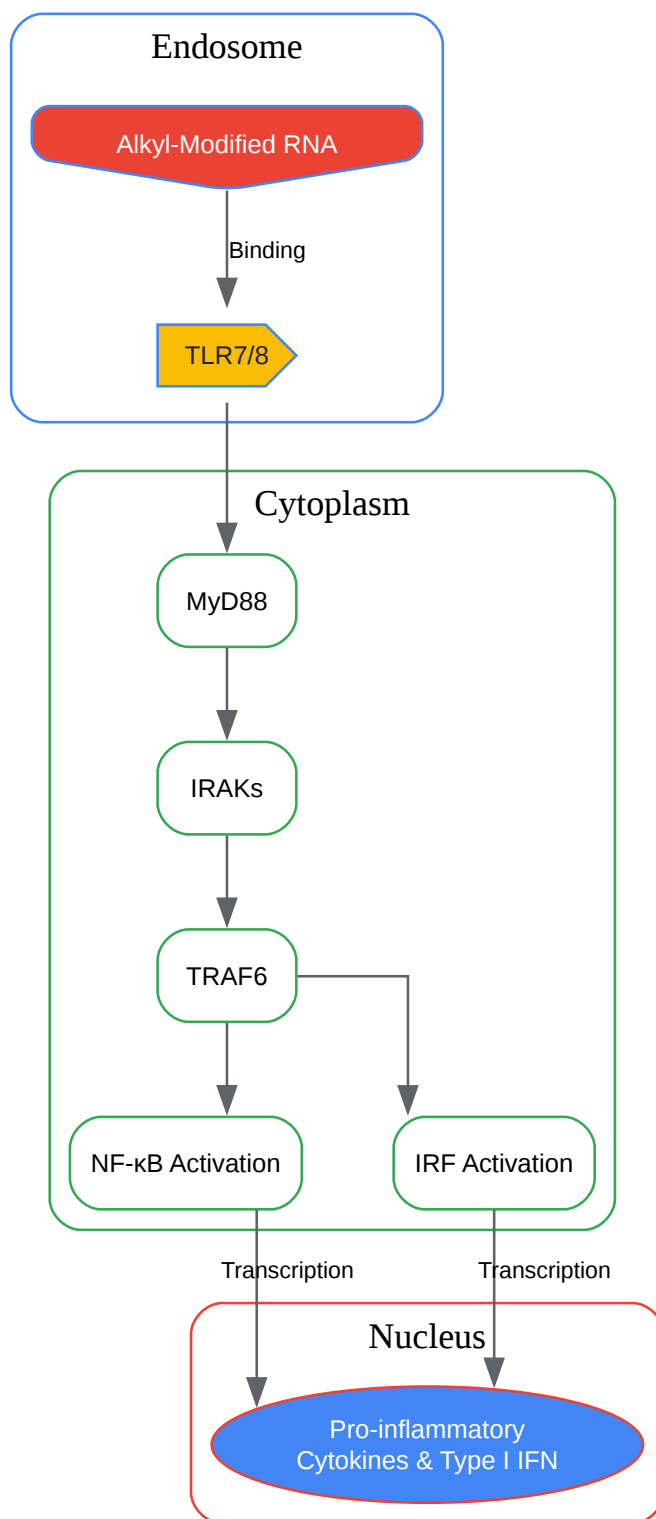 Endosome
Alkyl-Modified RNA
Binding
TLR7/8
Cytoplasm
MyD88
IRAKs
TRAF6
NF-κB Activation
IRF Activation
Transcription
Transcription
Nucleus
Pro-inflammatory
Cytokines & Type I IFN